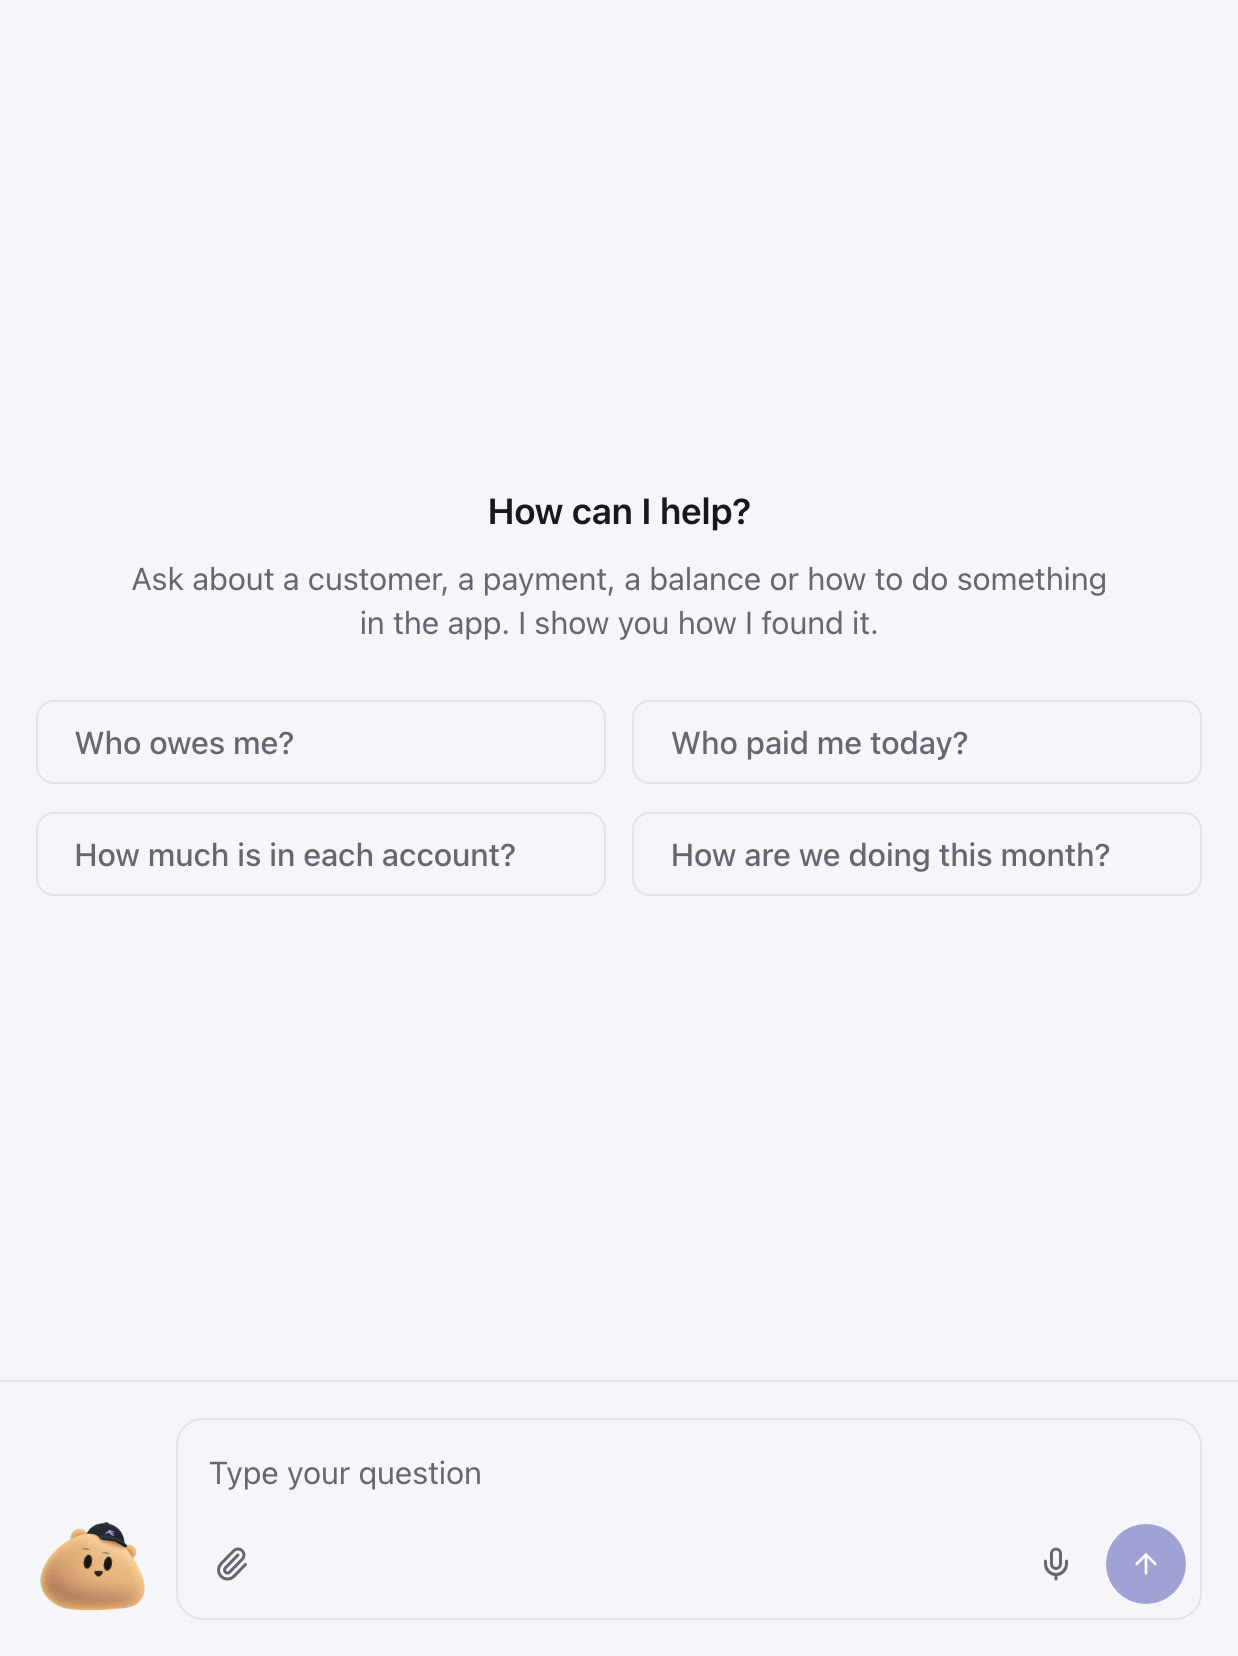 How can I help?
Ask about a customer, a payment, a balance or how to do something
in the app. I show you how I found it.
Who owes me?
Who paid me today?
How much is in each account?
How are we doing this month?
Type your question